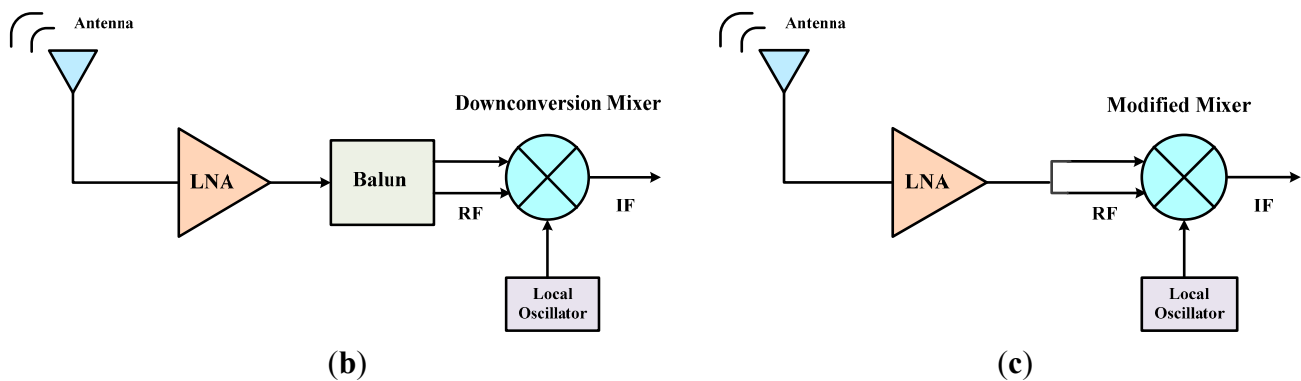 Antenna
Downconversion Mixer
LNA
Balun
RF
IF
Local
Oscillator
(b)
Antenna
Modified Mixer
LNA
RF
IF
Local
Oscillator
(c)